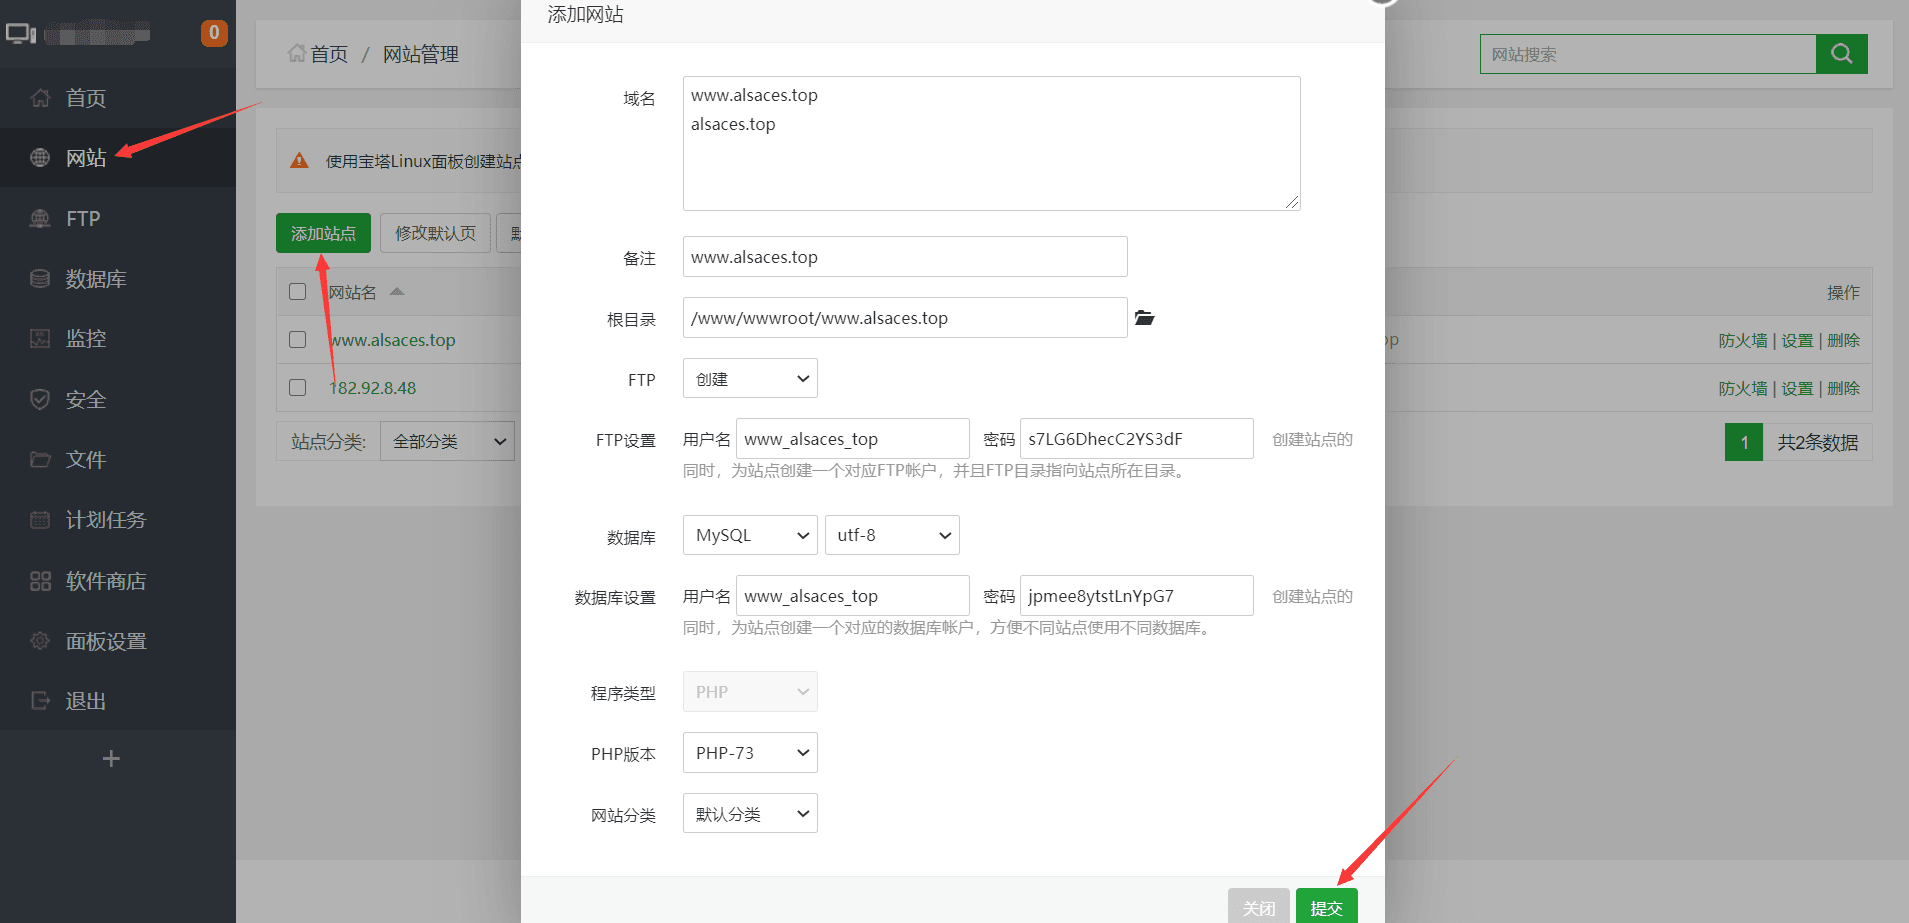 0
首页
网站
FTP
数据库
监控
安全
文件
计划任务
软件商店
面板设置
退出
+
首页 / 网站管理
网站搜索
使用宝塔Linux面板创建站点
添加站点
修改默认页
网站名
操作
www.alsaces.top
防火墙 | 设置 | 删除
182.92.8.48
防火墙 | 设置 | 删除
站点分类:
全部分类
1
共2条数据
添加网站
域名
www.alsaces.top
alsaces.top
备注
www.alsaces.top
根目录
/www/wwwroot/www.alsaces.top
FTP
创建
FTP设置
用户名 www_alsaces_top 密码 s7LG6DhecC2YS3dF 创建站点的
同时，为站点创建一个对应FTP帐户，并且FTP目录指向站点所在目录。
数据库
MySQL utf-8
数据库设置
用户名 www_alsaces_top 密码 jpmee8ytstLnYpG7 创建站点的
同时，为站点创建一个对应的数据库帐户，方便不同站点使用不同数据库。
程序类型
PHP
PHP版本
PHP-73
网站分类
默认分类
关闭 提交